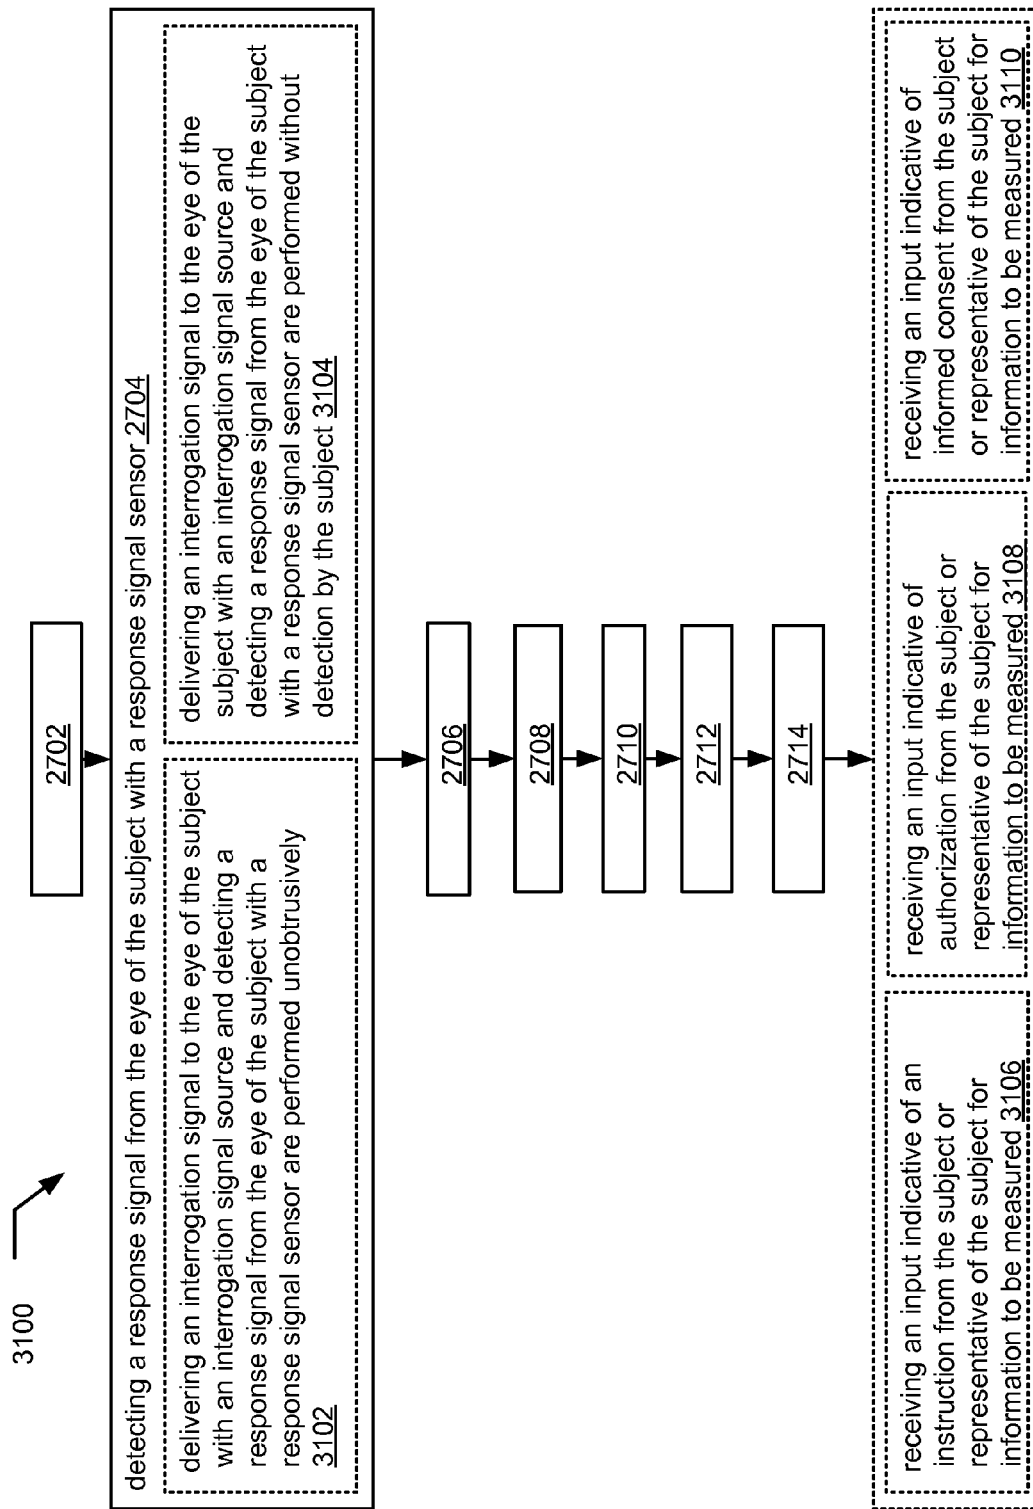 3100
2702
detecting a response signal from the eye of the subject with a response signal sensor 2704
delivering an interrogation signal to the eye of the subject
with an interrogation signal source and detecting a
response signal from the eye of the subject with a
response signal sensor are performed unobtrusively
3102
delivering an interrogation signal to the eye of the
subject with an interrogation signal source and
detecting a response signal from the eye of the subject
with a response signal sensor are performed without
detection by the subject 3104
2706
2708
2710
2712
2714
receiving an input indicative of an
instruction from the subject or
representative of the subject for
information to be measured 3106
receiving an input indicative of
authorization from the subject or
representative of the subject for
information to be measured 3108
receiving an input indicative of
informed consent from the subject
or representative of the subject for
information to be measured 3110